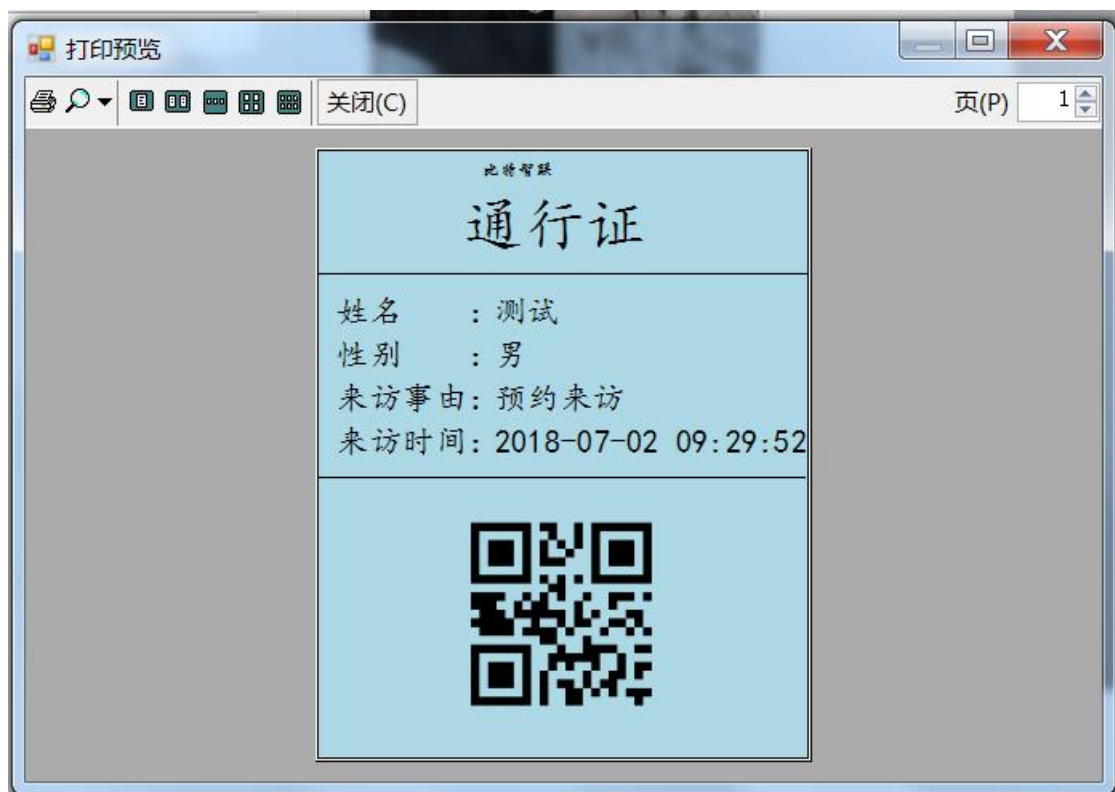 打印预览
关闭(C) 页(P) 1
比特智联
通行证
姓名 : 测试
性别 : 男
来访事由: 预约来访
来访时间: 2018-07-02 09:29:52